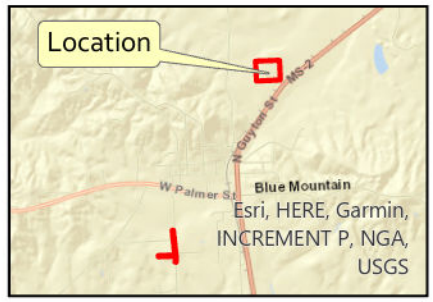 Location
MS-2
N Guyton St
W Palmer St
Blue Mountain
Esri, HERE, Garmin,
INCREMENT P, NGA,
USGS